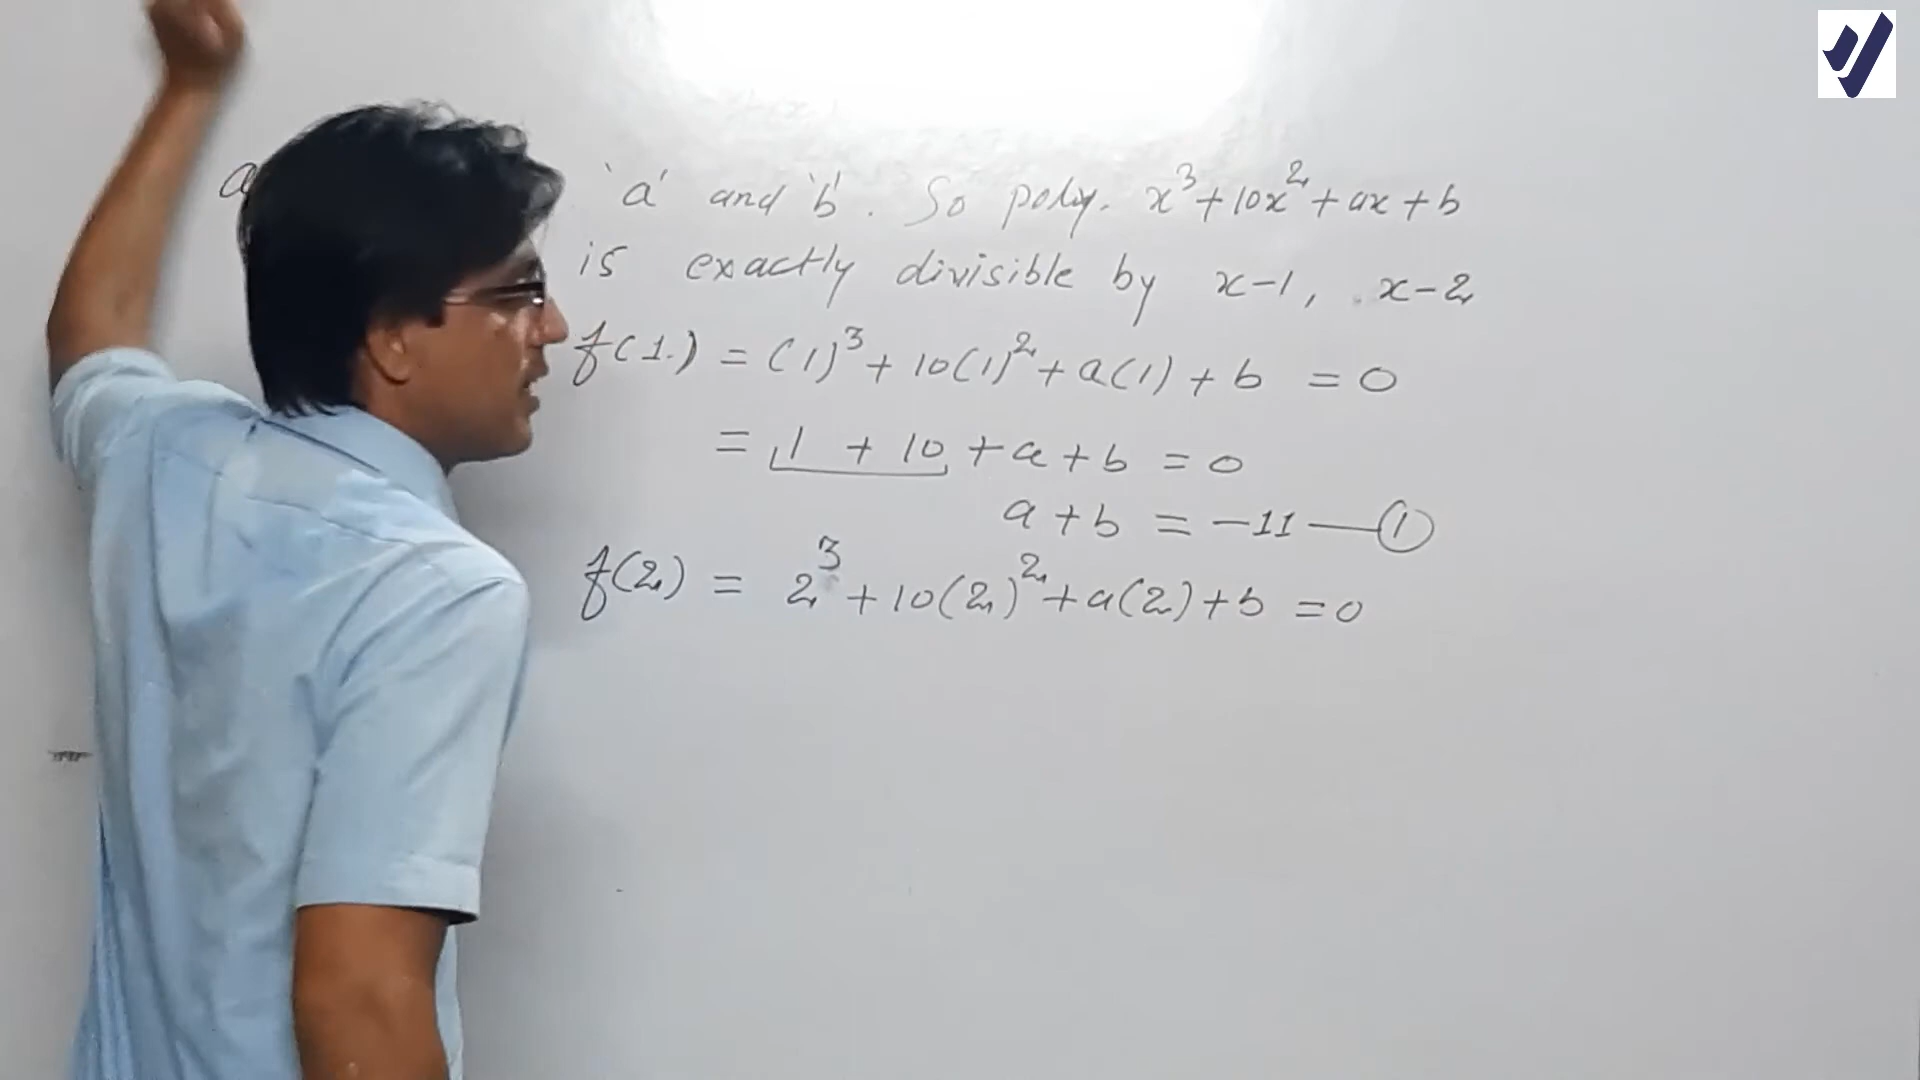 'a' and 'b'. So poly. x³+10x²+ax+b
is exactly divisible by x-1, x-2
f(1.) = (1)³+10(1)²+a(1)+b =0
= 1 + 10 +a+b =0
a+b = -11 — ①
f(2) = 2³+10(2)²+a(2)+b =0